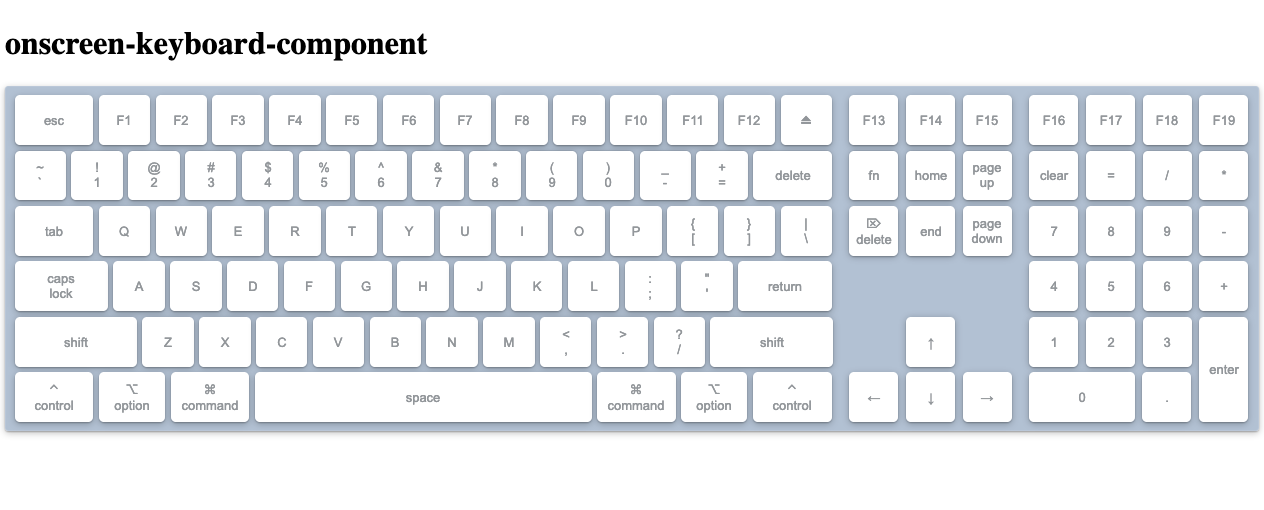 onscreen-keyboard-component
esc F1 F2 F3 F4 F5 F6 F7 F8 F9 F10 F11 F12 ⏏ F13 F14 F15 F16 F17 F18 F19
~ ! @ # $ % ^ & * ( ) _ + page
` 1 2 3 4 5 6 7 8 9 0 - = delete fn home up clear = / *
{ } | ⌦ page
tab Q W E R T Y U I O P [ ] \ delete end down 7 8 9 -
caps : "
lock A S D F G H J K L ; ' return 4 5 6 +
< > ?
shift Z X C V B N M , . / shift ↑ 1 2 3 enter
⌃ ⌥ ⌘ ⌘ ⌥ ⌃
control option command space command option control ← ↓ → 0 .